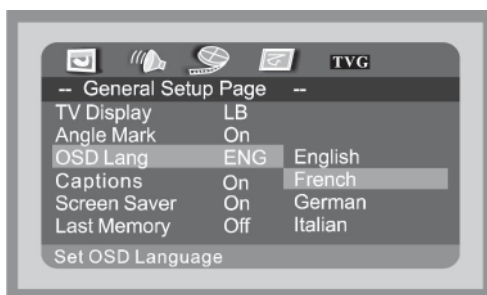 TVG
-- General Setup Page --
TV Display LB
Angle Mark On
OSD Lang ENG English
Captions On French
Screen Saver On German
Last Memory Off Italian
Set OSD Language